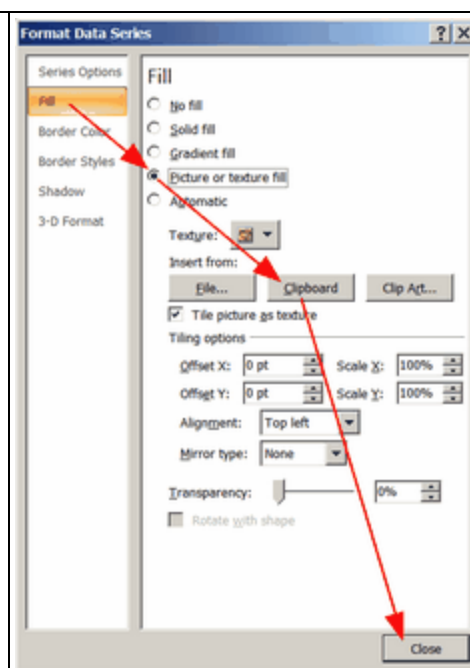 Format Data Series
Series Options
Fill
Border Color
Border Styles
Shadow
3-D Format
Fill
No fill
Solid fill
Gradient fill
Picture or texture fill
Automatic
Texture:
Insert from:
File... Clipboard Clip Art...
Tile picture as texture
Tiling options
Offset X: 0 pt Scale X: 100%
Offset Y: 0 pt Scale Y: 100%
Alignment: Top left
Mirror type: None
Transparency: 0%
Rotate with shape
Close